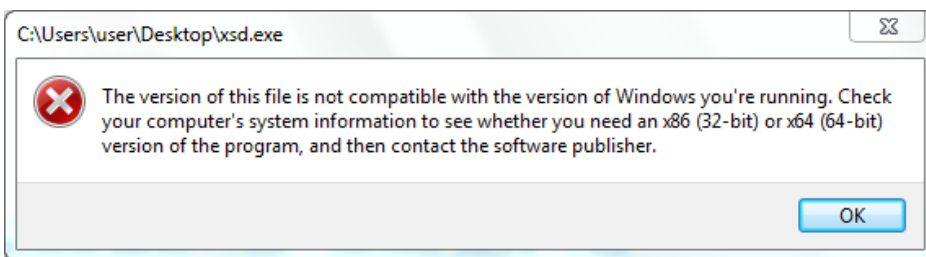 C:\Users\user\Desktop\xsd.exe
The version of this file is not compatible with the version of Windows you're running. Check
your computer's system information to see whether you need an x86 (32-bit) or x64 (64-bit)
version of the program, and then contact the software publisher.
OK